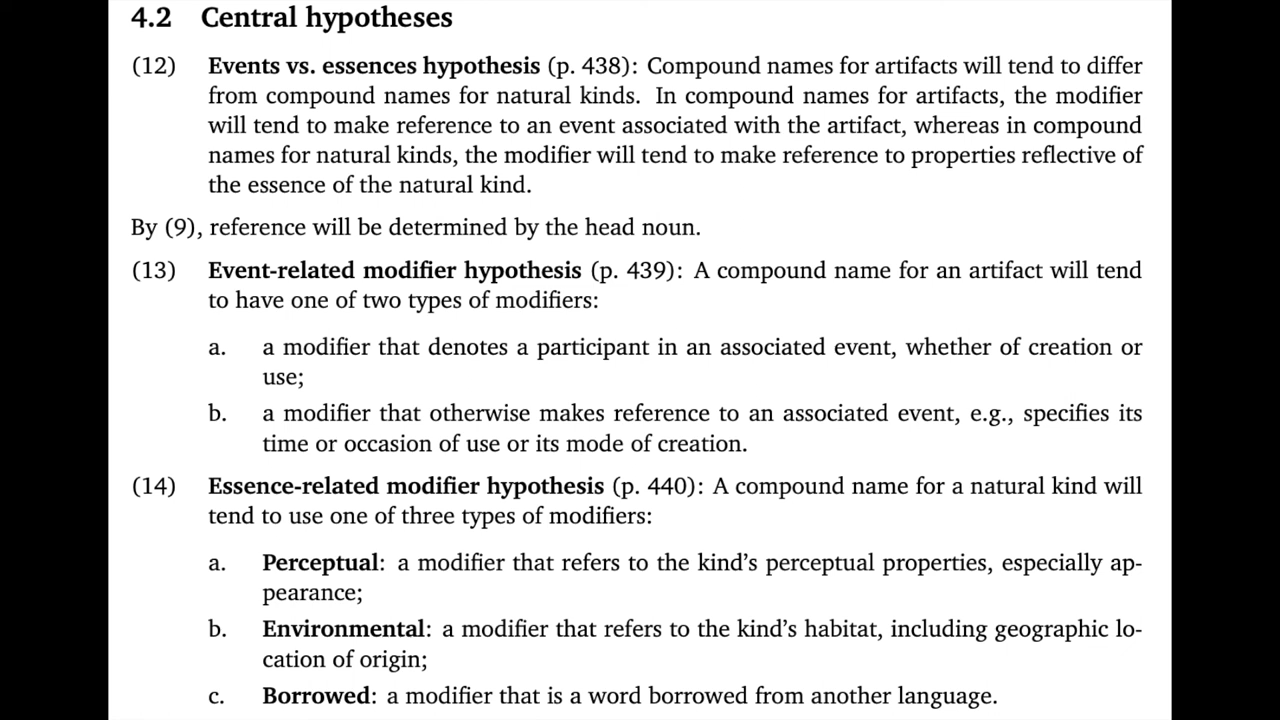 4.2 Central hypotheses
(12) Events vs. essences hypothesis (p. 438): Compound names for artifacts will tend to differ
from compound names for natural kinds. In compound names for artifacts, the modifier
will tend to make reference to an event associated with the artifact, whereas in compound
names for natural kinds, the modifier will tend to make reference to properties reflective of
the essence of the natural kind.
By (9), reference will be determined by the head noun.
(13) Event-related modifier hypothesis (p. 439): A compound name for an artifact will tend
to have one of two types of modifiers:
a. a modifier that denotes a participant in an associated event, whether of creation or
use;
b. a modifier that otherwise makes reference to an associated event, e.g., specifies its
time or occasion of use or its mode of creation.
(14) Essence-related modifier hypothesis (p. 440): A compound name for a natural kind will
tend to use one of three types of modifiers:
a. Perceptual: a modifier that refers to the kind's perceptual properties, especially ap-
pearance;
b. Environmental: a modifier that refers to the kind's habitat, including geographic lo-
cation of origin;
c. Borrowed: a modifier that is a word borrowed from another language.